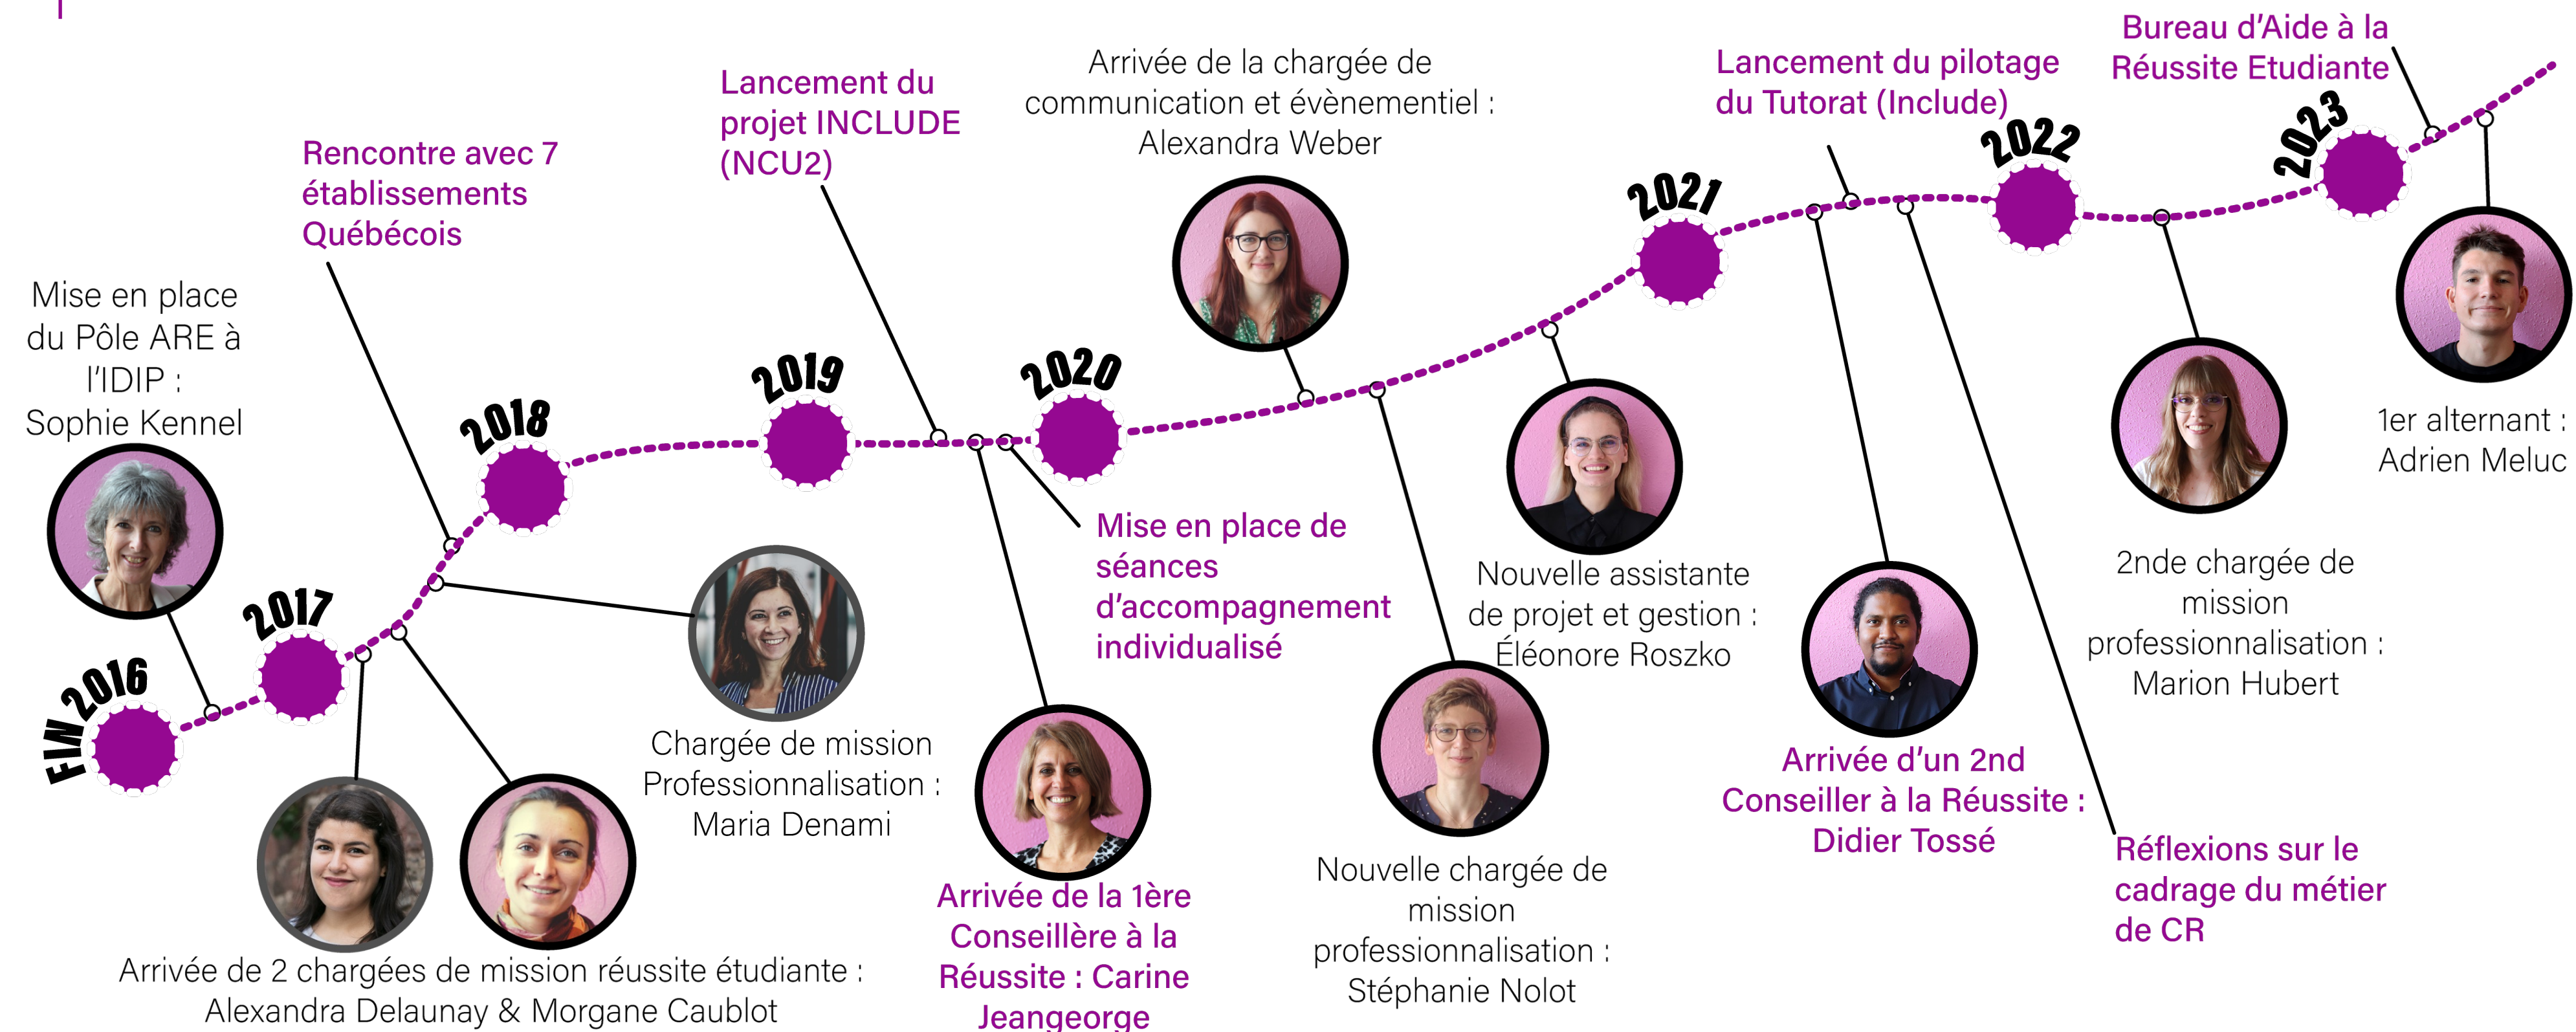 FIN 2016
Mise en place
du Pôle ARE à
l'IDIP :
Sophie Kennel
2017
Arrivée de 2 chargées de mission réussite étudiante :
Alexandra Delaunay & Morgane Caublot
Chargée de mission
Professionnalisation :
Maria Denami
Rencontre avec 7
établissements
Québécois
2018
2019
Lancement du
projet INCLUDE
(NCU2)
Arrivée de la 1ère
Conseillère à la
Réussite : Carine
Jeangeorge
Mise en place de
séances
d'accompagnement
individualisé
2020
Arrivée de la chargée de
communication et évènementiel :
Alexandra Weber
Nouvelle chargée de
mission
professionnalisation :
Stéphanie Nolot
Nouvelle assistante
de projet et gestion :
Éléonore Roszko
2021
Arrivée d'un 2nd
Conseiller à la Réussite :
Didier Tossé
Lancement du pilotage
du Tutorat (Include)
Réflexions sur le
cadrage du métier
de CR
2022
2nde chargée de
mission
professionnalisation :
Marion Hubert
2023
Bureau d'Aide à la
Réussite Etudiante
1er alternant :
Adrien Meluc